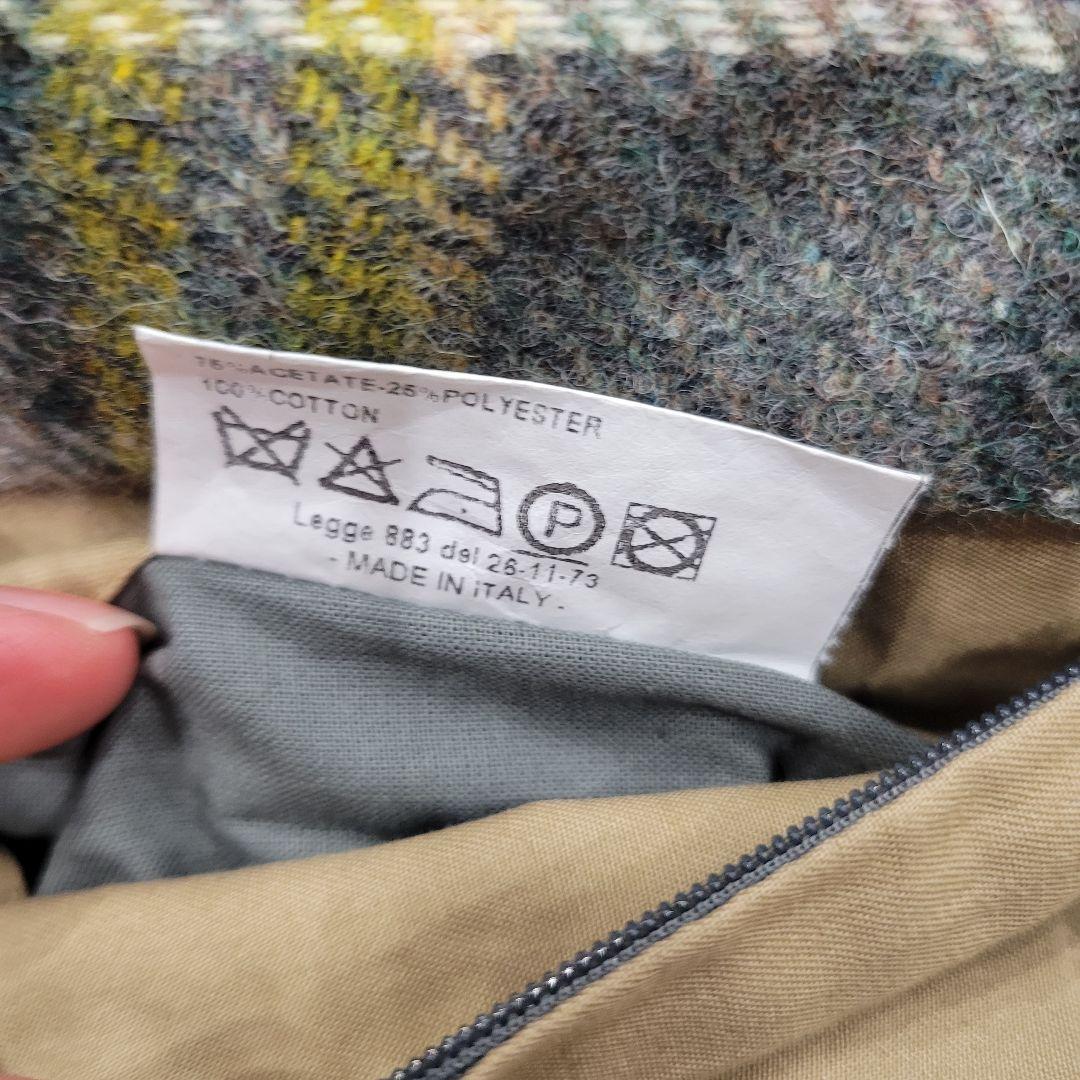 75%ACETATE-25%POLYESTER
100%COTTON
P
Legge 883 del 26-11-73
- MADE IN iTALY -